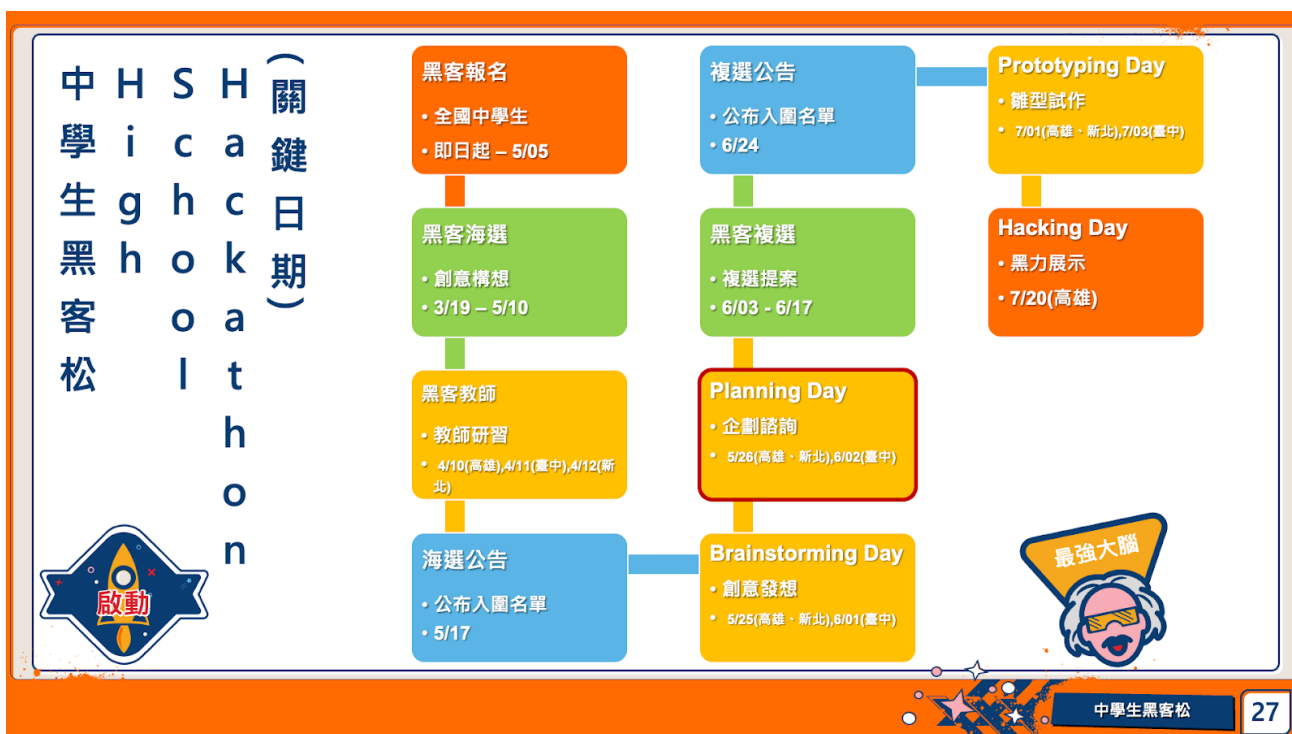 中學生黑客松
High
School
Hackathon
(關鍵日期)
黑客報名
• 全國中學生
• 即日起 – 5/05
黑客海選
• 創意構想
• 3/19 – 5/10
黑客教師
• 教師研習
• 4/10(高雄),4/11(臺中),4/12(新
北)
海選公告
• 公布入圍名單
• 5/17
Brainstorming Day
• 創意發想
• 5/25(高雄、新北),6/01(臺中)
Planning Day
• 企劃諮詢
• 5/26(高雄、新北),6/02(臺中)
黑客複選
• 複選提案
• 6/03 - 6/17
複選公告
• 公布入圍名單
• 6/24
Prototyping Day
• 雛型試作
• 7/01(高雄、新北),7/03(臺中)
Hacking Day
• 黑力展示
• 7/20(高雄)
啟動
最強大腦
中學生黑客松
27